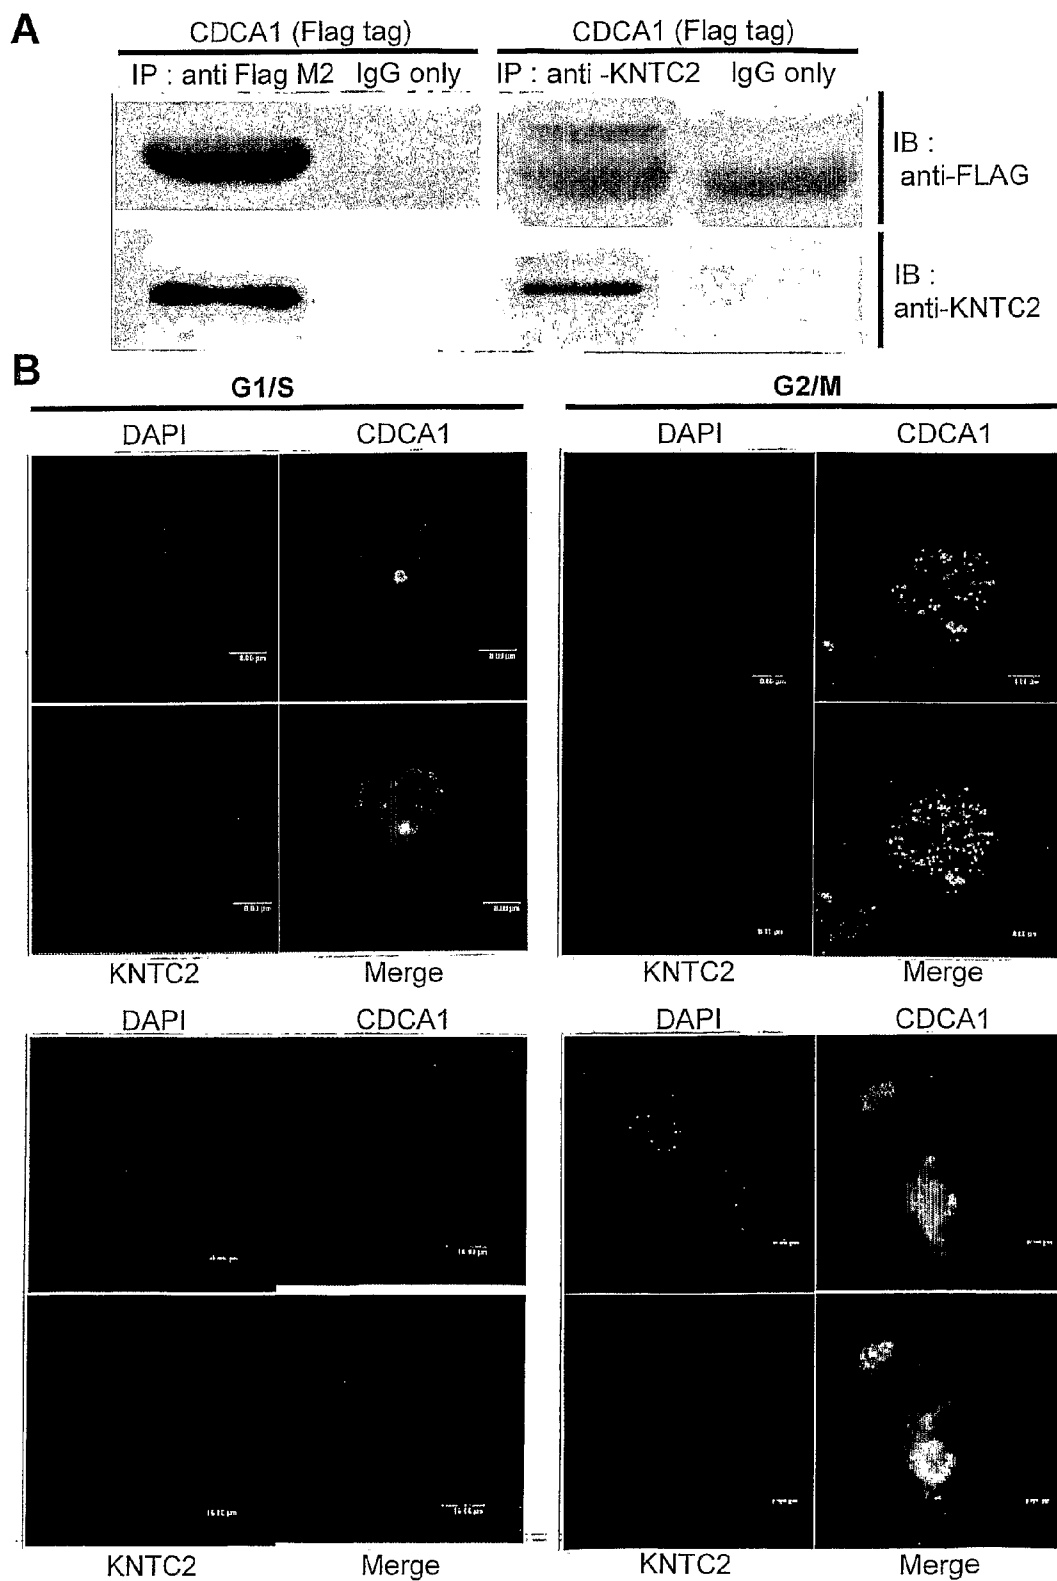 A
CDCA1 (Flag tag) CDCA1 (Flag tag)
IP : anti Flag M2 IgG only IP : anti -KNTC2 IgG only
IB :
anti-FLAG
IB :
anti-KNTC2
B
G1/S G2/M
DAPI CDCA1 DAPI CDCA1
KNTC2 Merge KNTC2 Merge
DAPI CDCA1 DAPI CDCA1
KNTC2 Merge KNTC2 Merge